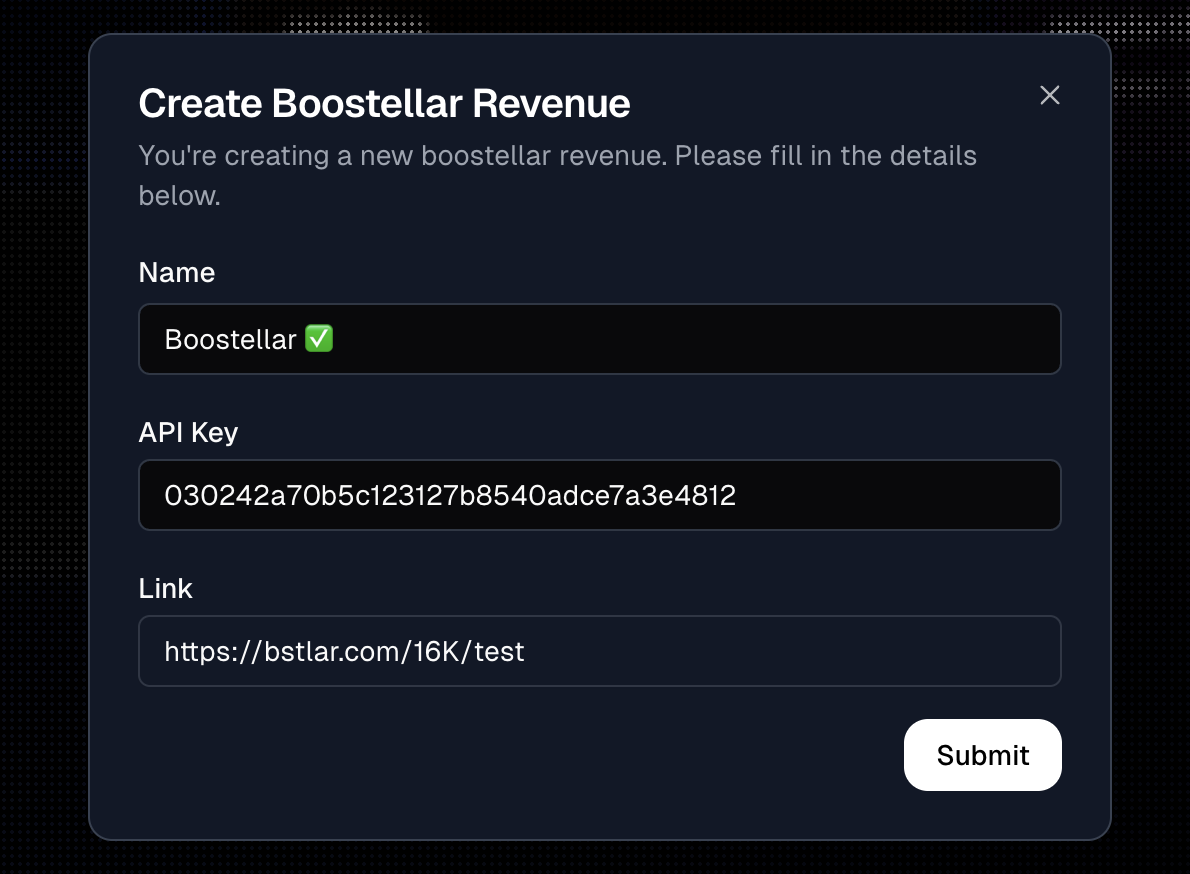 Create Boostellar Revenue
You're creating a new boostellar revenue. Please fill in the details
below.
Name
Boostellar ✅
API Key
030242a70b5c123127b8540adce7a3e4812
Link
https://bstlar.com/16K/test
Submit